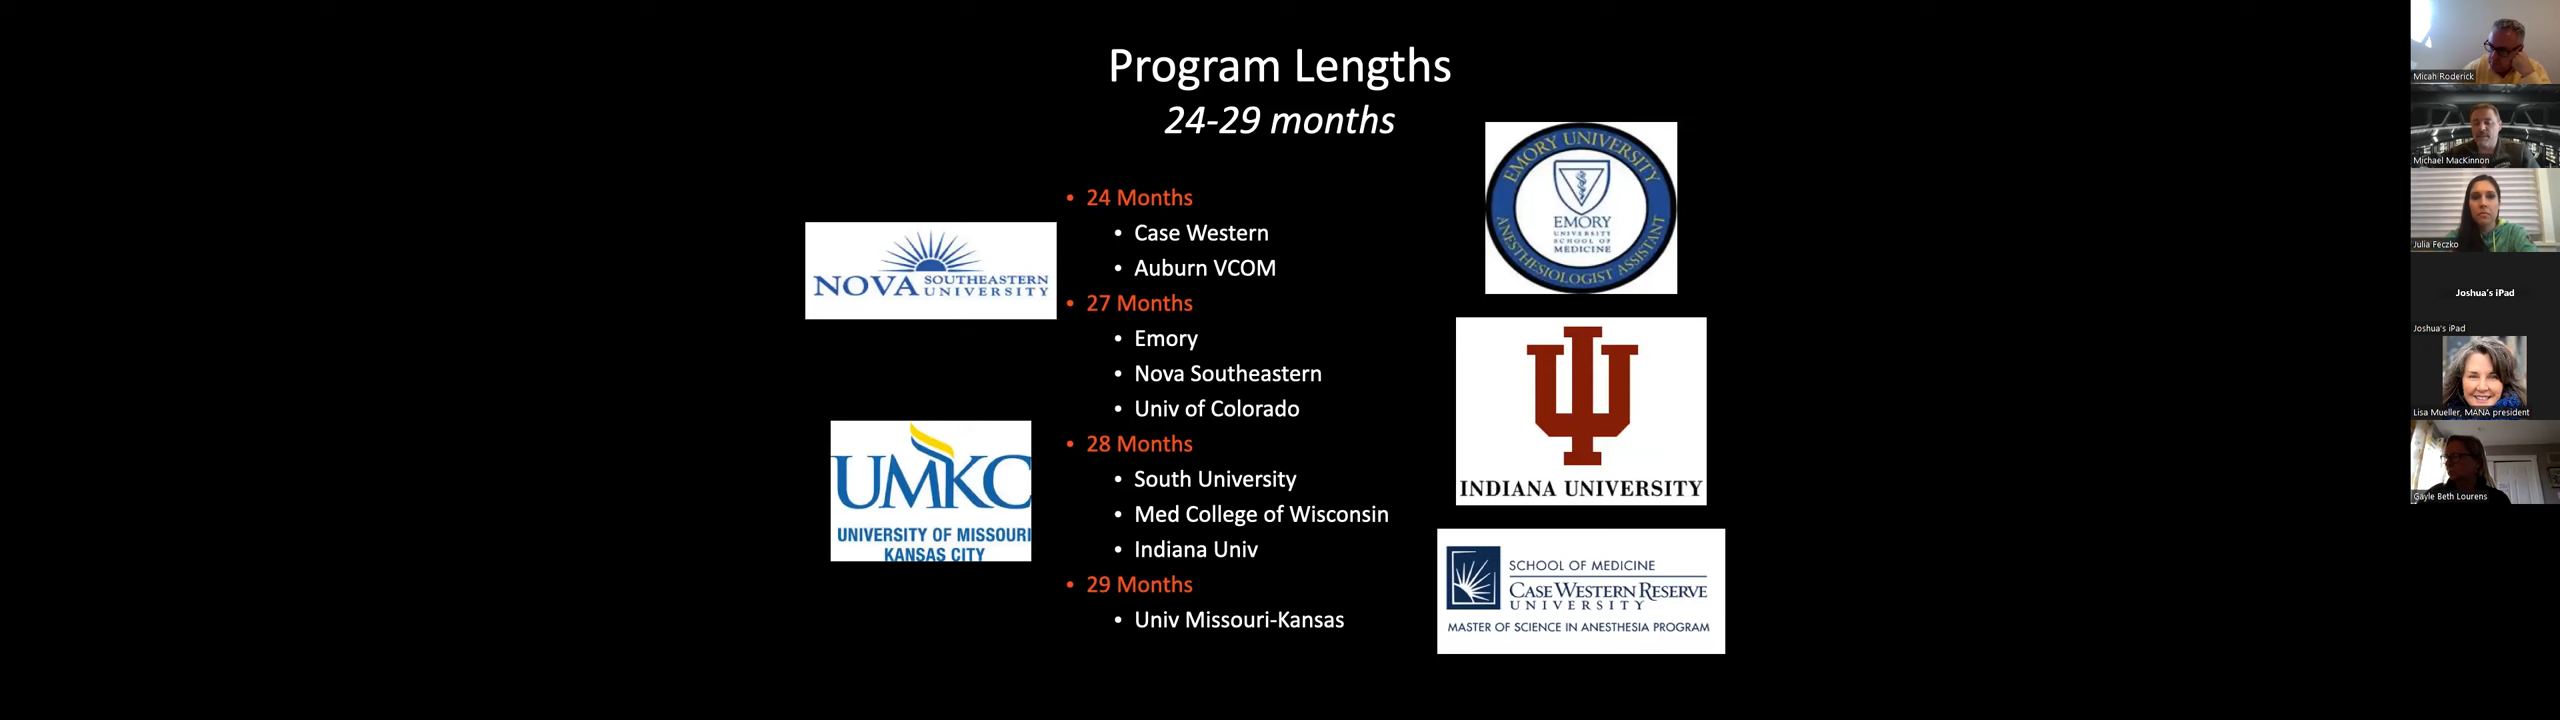 Program Lengths
24-29 months
• 24 Months
• Case Western
• Auburn VCOM
• 27 Months
• Emory
• Nova Southeastern
• Univ of Colorado
• 28 Months
• South University
• Med College of Wisconsin
• Indiana Univ
• 29 Months
• Univ Missouri-Kansas
NOVA SOUTHEASTERN
UNIVERSITY
UMKC
UNIVERSITY OF MISSOURI
KANSAS CITY
EMORY UNIVERSITY
EMORY
UNIVERSITY
SCHOOL OF
MEDICINE
ANESTHESIOLOGIST ASSISTANT
INDIANA UNIVERSITY
SCHOOL OF MEDICINE
CASE WESTERN RESERVE
UNIVERSITY
MASTER OF SCIENCE IN ANESTHESIA PROGRAM
Micah Roderick
Michael MacKinnon
Julia Feczko
Joshua's iPad
Joshua's iPad
Lisa Mueller, MANA president
Gayle Beth Lourens